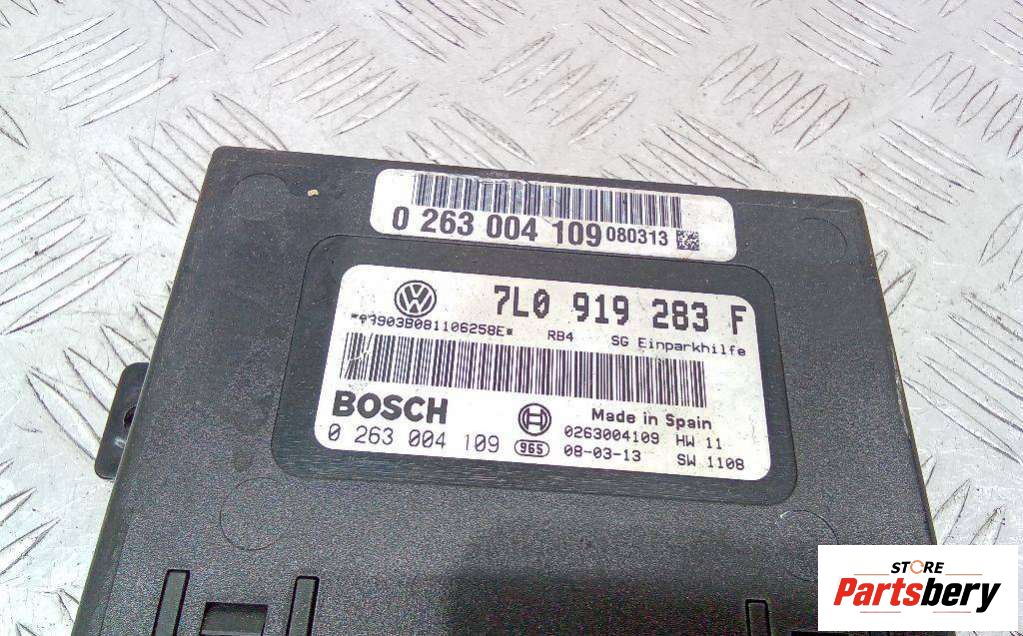 0 263 004 109 080313
7L0 919 283 F
RB4 SG Einparkhilfe
BOSCH
Made in Spain
0 263 004 109
965
0263004109 HW 11
08-03-13 SW 1108
STORE
Partsbery